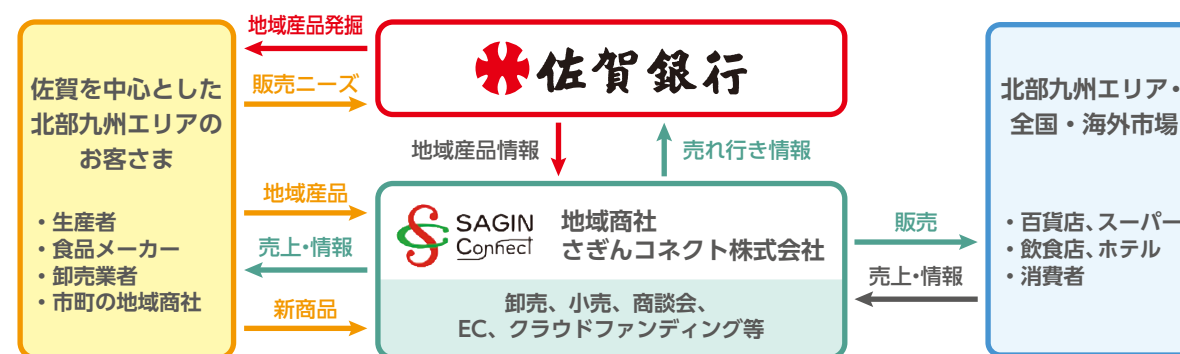 佐賀を中心とした
北部九州エリアの
お客さま
・生産者
・食品メーカー
・卸売業者
・市町の地域商社
地域産品発掘
販売ニーズ
地域産品
売上・情報
新商品
佐賀銀行
地域産品情報
売れ行き情報
SAGIN
Connect
地域商社
さぎんコネクト株式会社
卸売、小売、商談会、
EC、クラウドファンディング等
販売
売上・情報
北部九州エリア・
全国・海外市場
・百貨店、スーパー
・飲食店、ホテル
・消費者